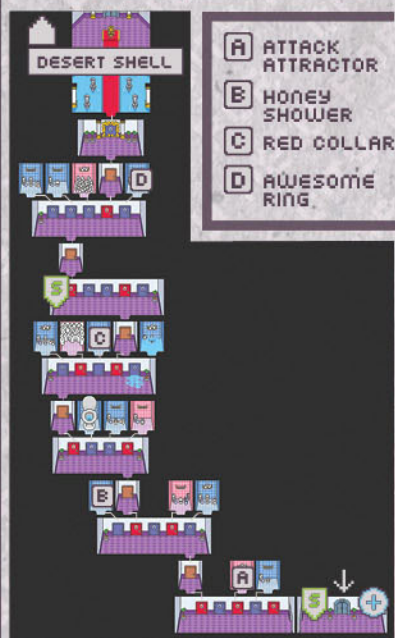 DESERT SHELL
A ATTACK
ATTRACTOR
B HONEY
SHOWER
C RED COLLAR
D AWESOME
RING
D
S
C
B
A
S